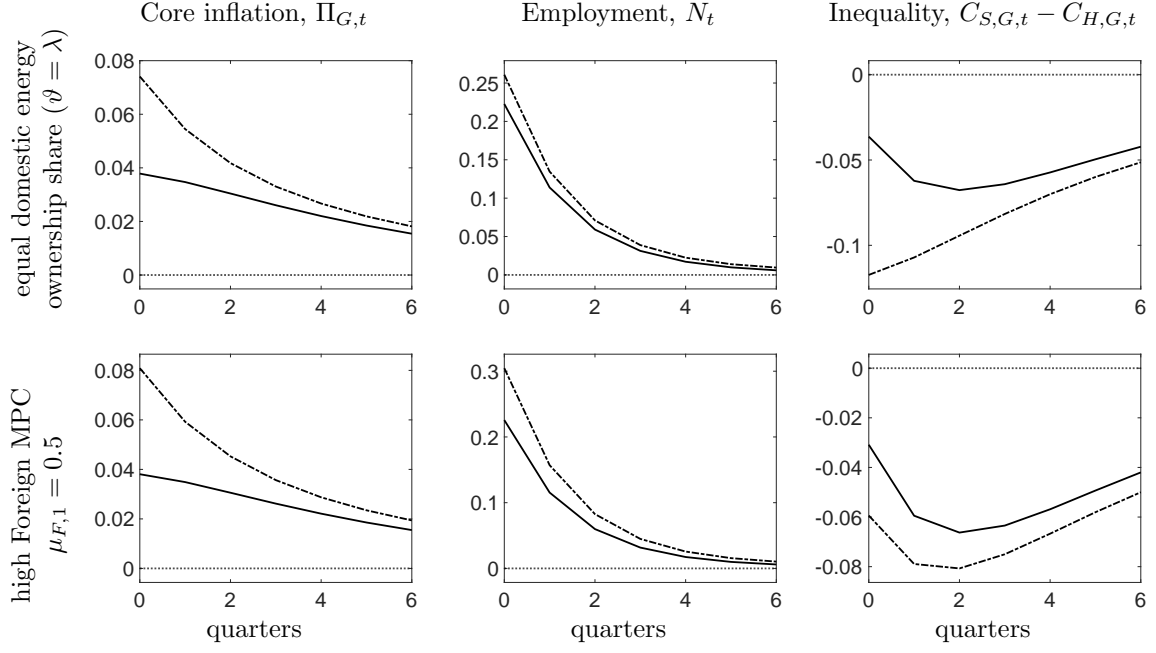 Core inflation, Π_{G,t}
Employment, N_t
Inequality, C_{S,G,t} − C_{H,G,t}
equal domestic energy
ownership share (ϑ = λ)
0.08
0.06
0.04
0.02
0
0 2 4 6
0.25
0.2
0.15
0.1
0.05
0
0 2 4 6
0
-0.05
-0.1
0 2 4 6
high Foreign MPC
μ_{F,1} = 0.5
0.08
0.06
0.04
0.02
0
0 2 4 6
quarters
0.3
0.2
0.1
0
0 2 4 6
quarters
0
-0.02
-0.04
-0.06
-0.08
0 2 4 6
quarters